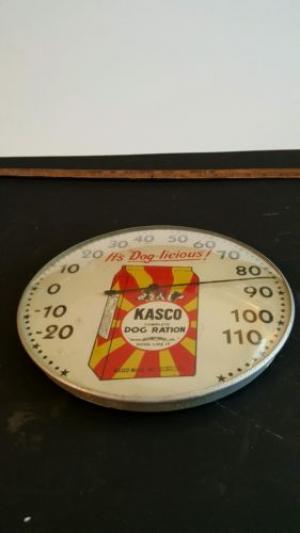 20 30 40 50 60 70
It's Dog-licious!
10 80
0 90
-10 100
-20 110
KASCO
COMPLETE
DOG RATION